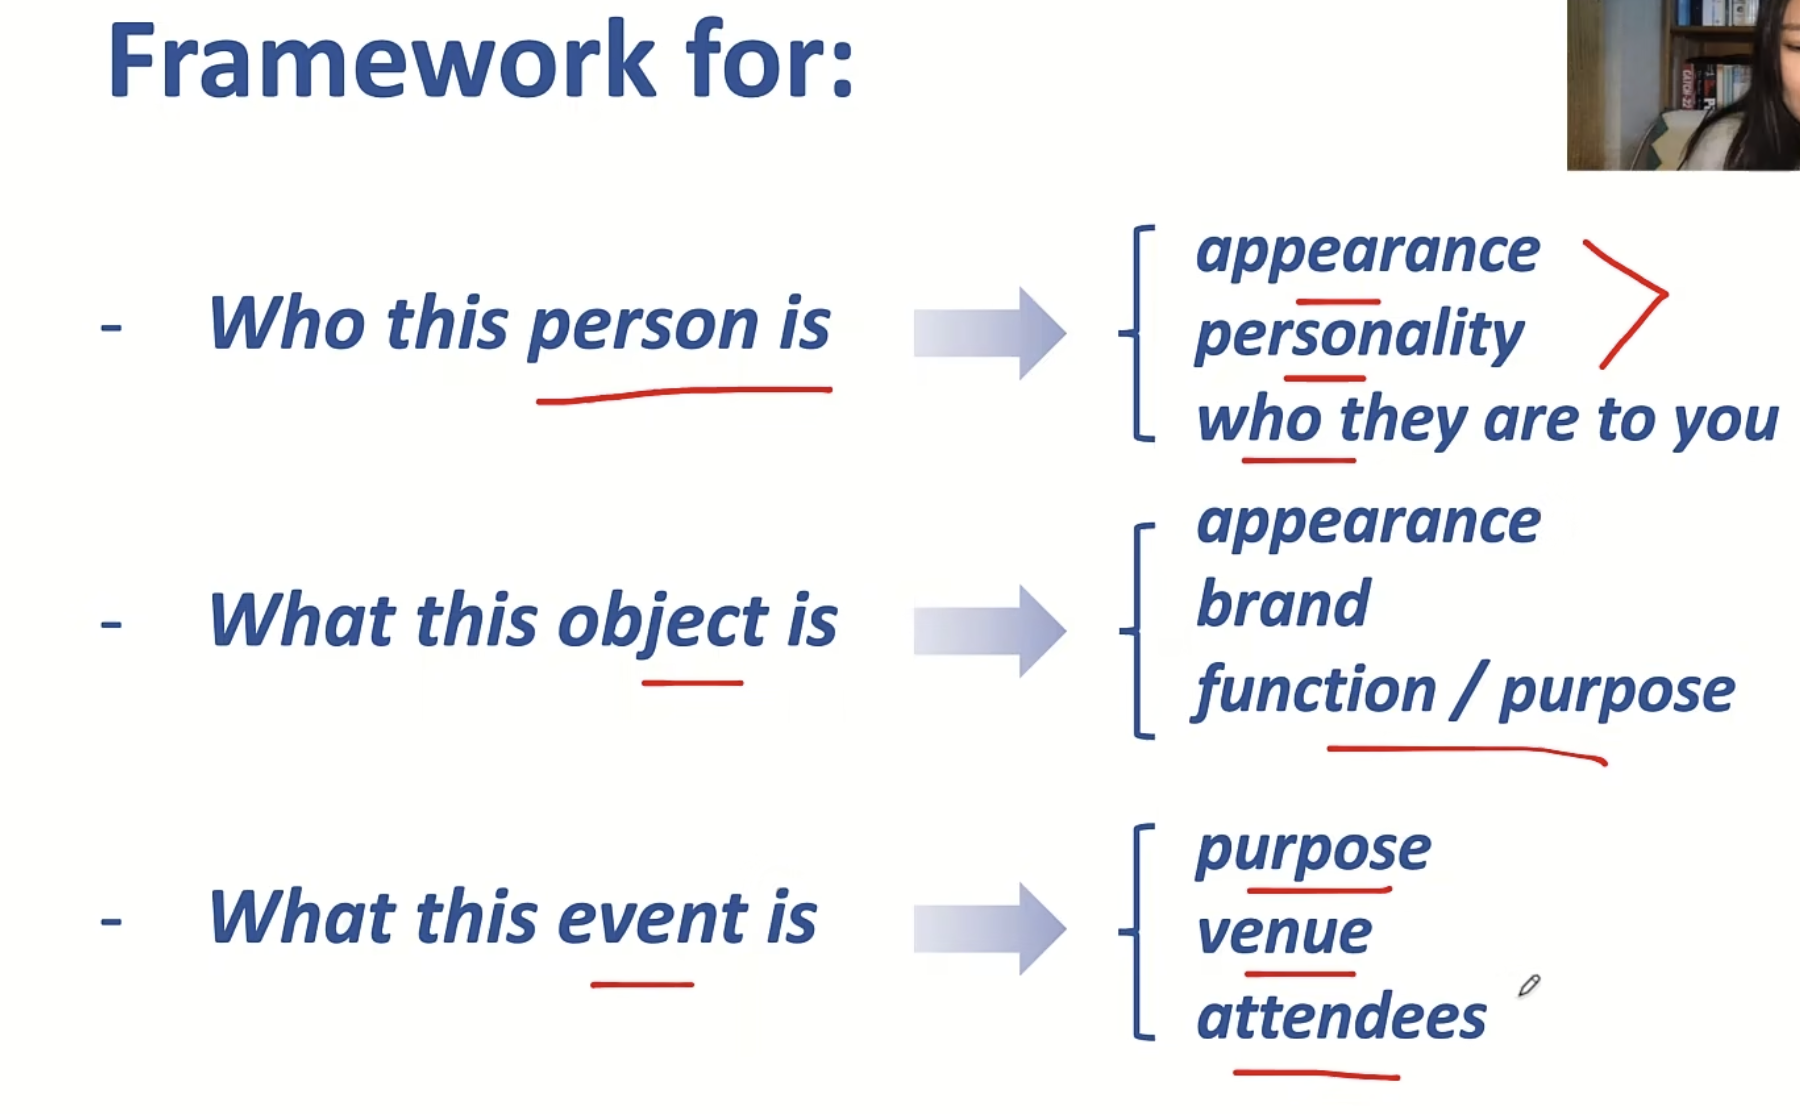 Framework for:
- Who this person is
appearance
personality
who they are to you
- What this object is
appearance
brand
function / purpose
- What this event is
purpose
venue
attendees